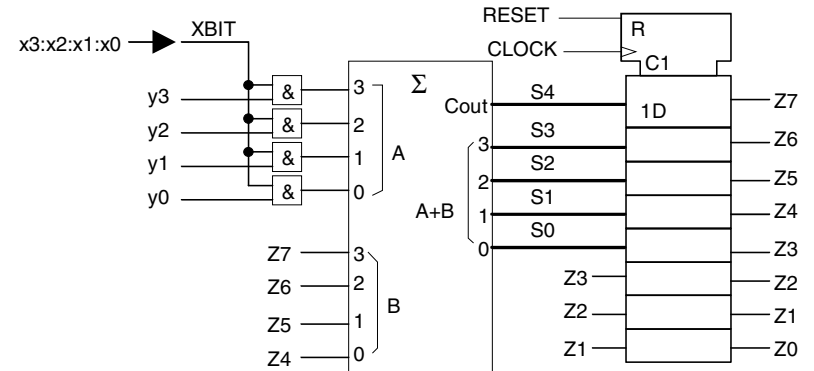 RESET
R
CLOCK
C1
x3:x2:x1:x0
XBIT
Σ
y3
&
3
Cout
S4
1D
Z7
y2
&
2
A
3
S3
Z6
y1
&
1
2
S2
Z5
y0
&
0
A+B
1
S1
Z4
0
S0
Z3
Z7
3
Z3
Z2
Z6
2
B
Z2
Z1
Z5
1
Z1
Z0
Z4
0